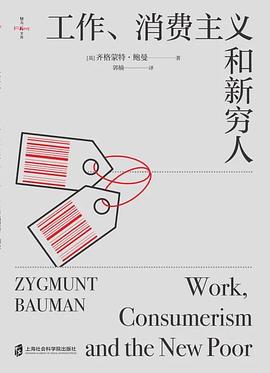 工作、消费主义
和新穷人
[英]齐格蒙特·鲍曼 著
郭楠 译
ZYGMUNT
BAUMAN
Work,
Consumerism
and the New Poor
上海社会科学院出版社